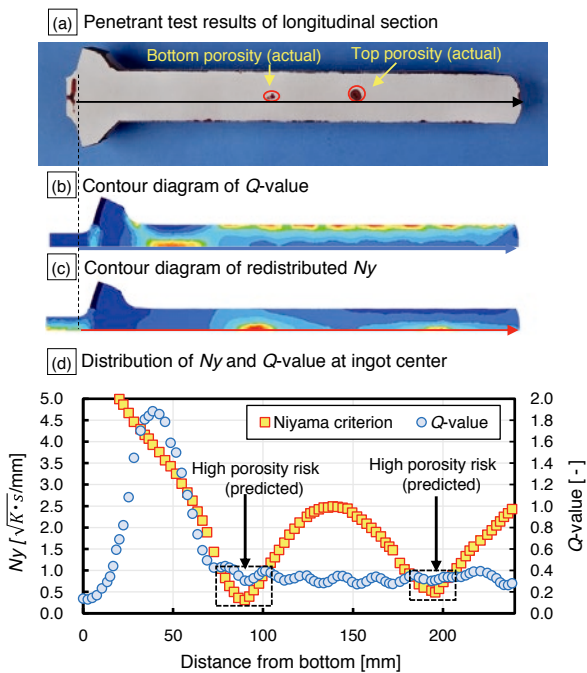 (a) Penetrant test results of longitudinal section
Bottom porosity (actual)
Top porosity (actual)
(b) Contour diagram of Q-value
(c) Contour diagram of redistributed Ny
(d) Distribution of Ny and Q-value at ingot center
5.0 2.0
4.5 1.8
4.0 1.6
3.5 1.4
3.0 1.2
2.5 1.0
2.0 0.8
1.5 0.6
1.0 0.4
0.5 0.2
0.0 0.0
Niyama criterion Q-value
High porosity risk
(predicted)
High porosity risk
(predicted)
Ny [√K・s/mm]
Q-value [-]
0 50 100 150 200
Distance from bottom [mm]